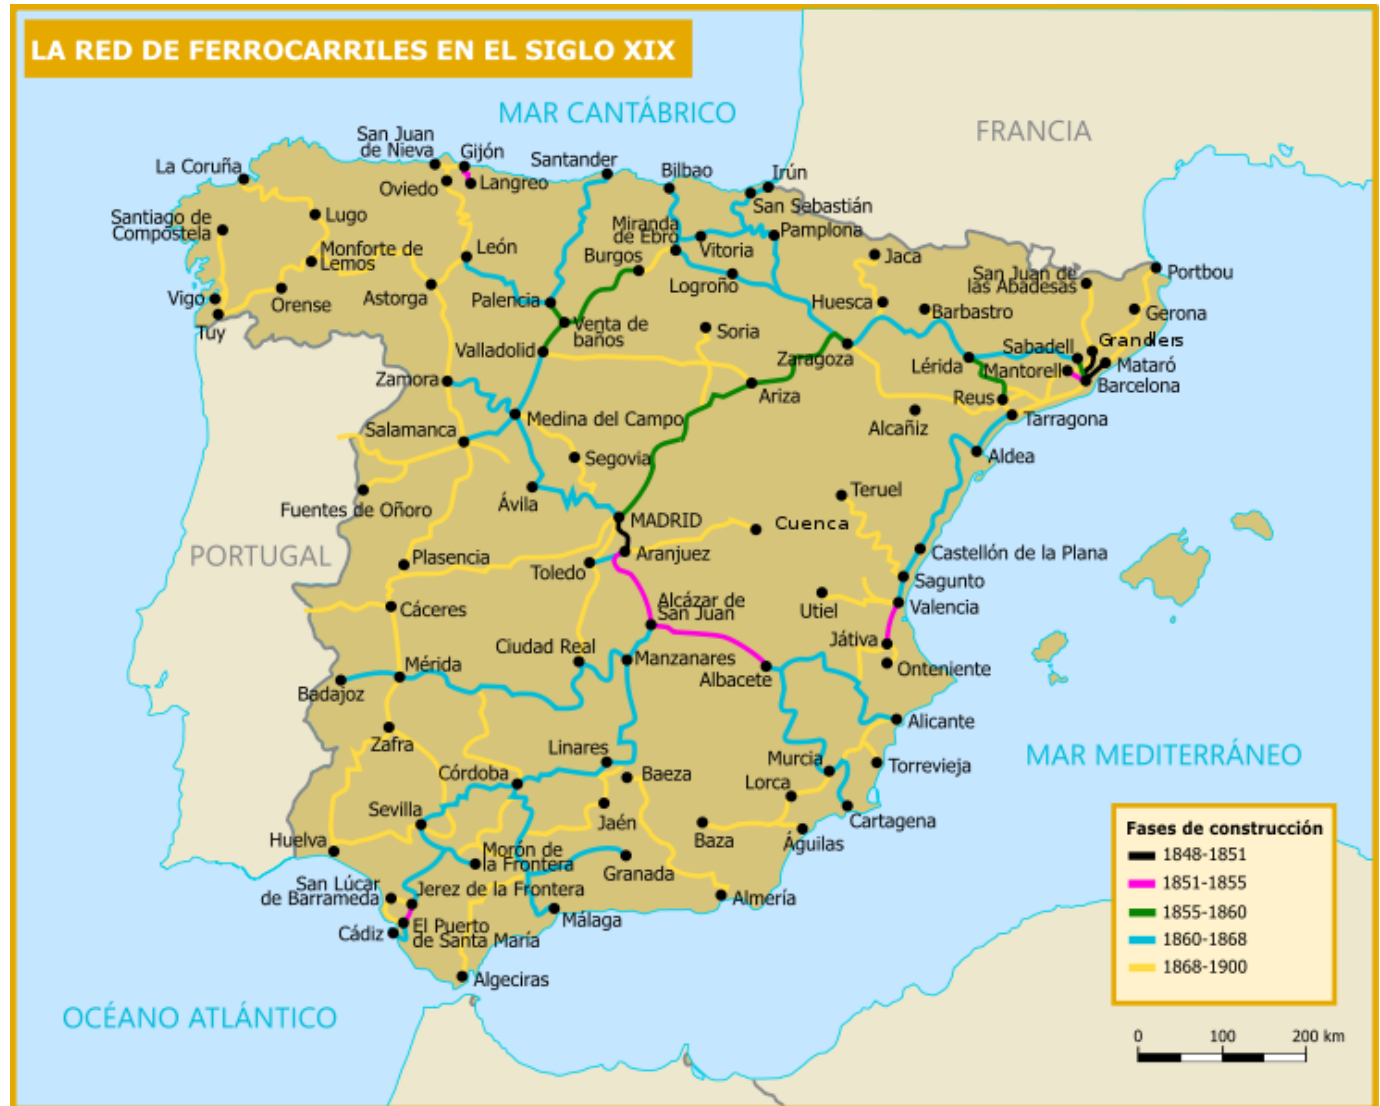 LA RED DE FERROCARRILES EN EL SIGLO XIX
MAR CANTÁBRICO
FRANCIA
San Juan
de Nieva
Gijón
La Coruña
Santander
Bilbao
Irún
Oviedo
Langreo
San Sebastián
Santiago de
Compostela
Lugo
Miranda
de Ebro
Vitoria
Pamplona
Monforte de
Lemos
León
Burgos
Jaca
San Juan de
las Abadesas
Portbou
Vigo
Orense
Astorga
Palencia
Logroño
Huesca
Barbastro
Gerona
Tuy
Venta de
baños
Soria
Sabadell
Grandllers
Valladolid
Zaragoza
Lérida
Mantorell
Mataró
Barcelona
Zamora
Ariza
Reus
Medina del Campo
Alcañiz
Tarragona
Salamanca
Segovia
Aldea
Fuentes de Oñoro
Ávila
Teruel
MADRID
Cuenca
PORTUGAL
Plasencia
Toledo
Aranjuez
Castellón de la Plana
Sagunto
Cáceres
Alcázar de
San Juan
Utiel
Valencia
Ciudad Real
Játiva
Mérida
Manzanares
Albacete
Onteniente
Badajoz
Alicante
Zafra
Linares
Murcia
Torrevieja
MAR MEDITERRÁNEO
Córdoba
Baeza
Lorca
Sevilla
Jaén
Cartagena
Huelva
Baza
Águilas
Morón de
la Frontera
Granada
San Lúcar
de Barrameda
Jerez de la Frontera
Almería
Cádiz
El Puerto
de Santa María
Málaga
Algeciras
OCÉANO ATLÁNTICO
Fases de construcción
1848-1851
1851-1855
1855-1860
1860-1868
1868-1900
0 100 200 km